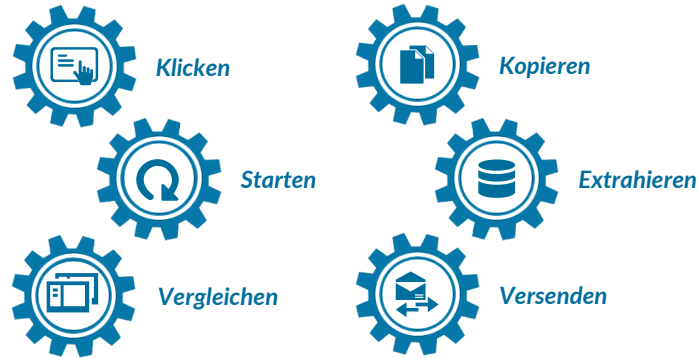 Klicken
Kopieren
Starten
Extrahieren
Vergleichen
Versenden